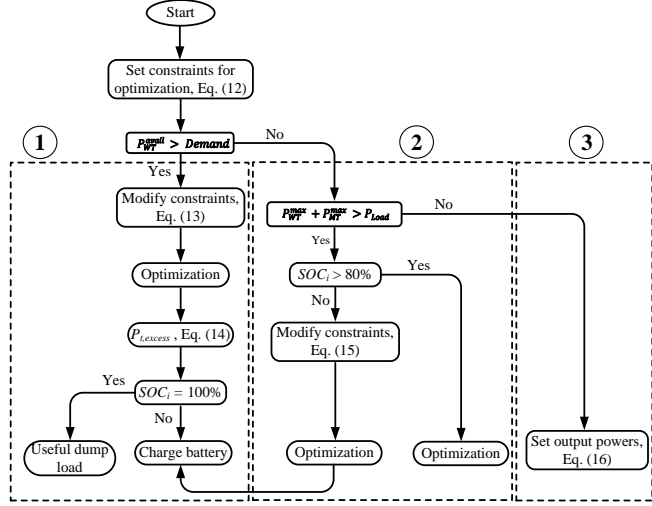 Start
Set constraints for
optimization, Eq. (12)
1
P_WT^avail > Demand
No
2
3
Yes
Modify constraints,
Eq. (13)
P_WT^max + P_MT^max > P_Load
No
Yes
Optimization
SOC_i > 80%
Yes
No
P_t,excess , Eq. (14)
Modify constraints,
Eq. (15)
Yes
SOC_i = 100%
No
Useful dump
load
Charge battery
Optimization
Optimization
Set output powers,
Eq. (16)